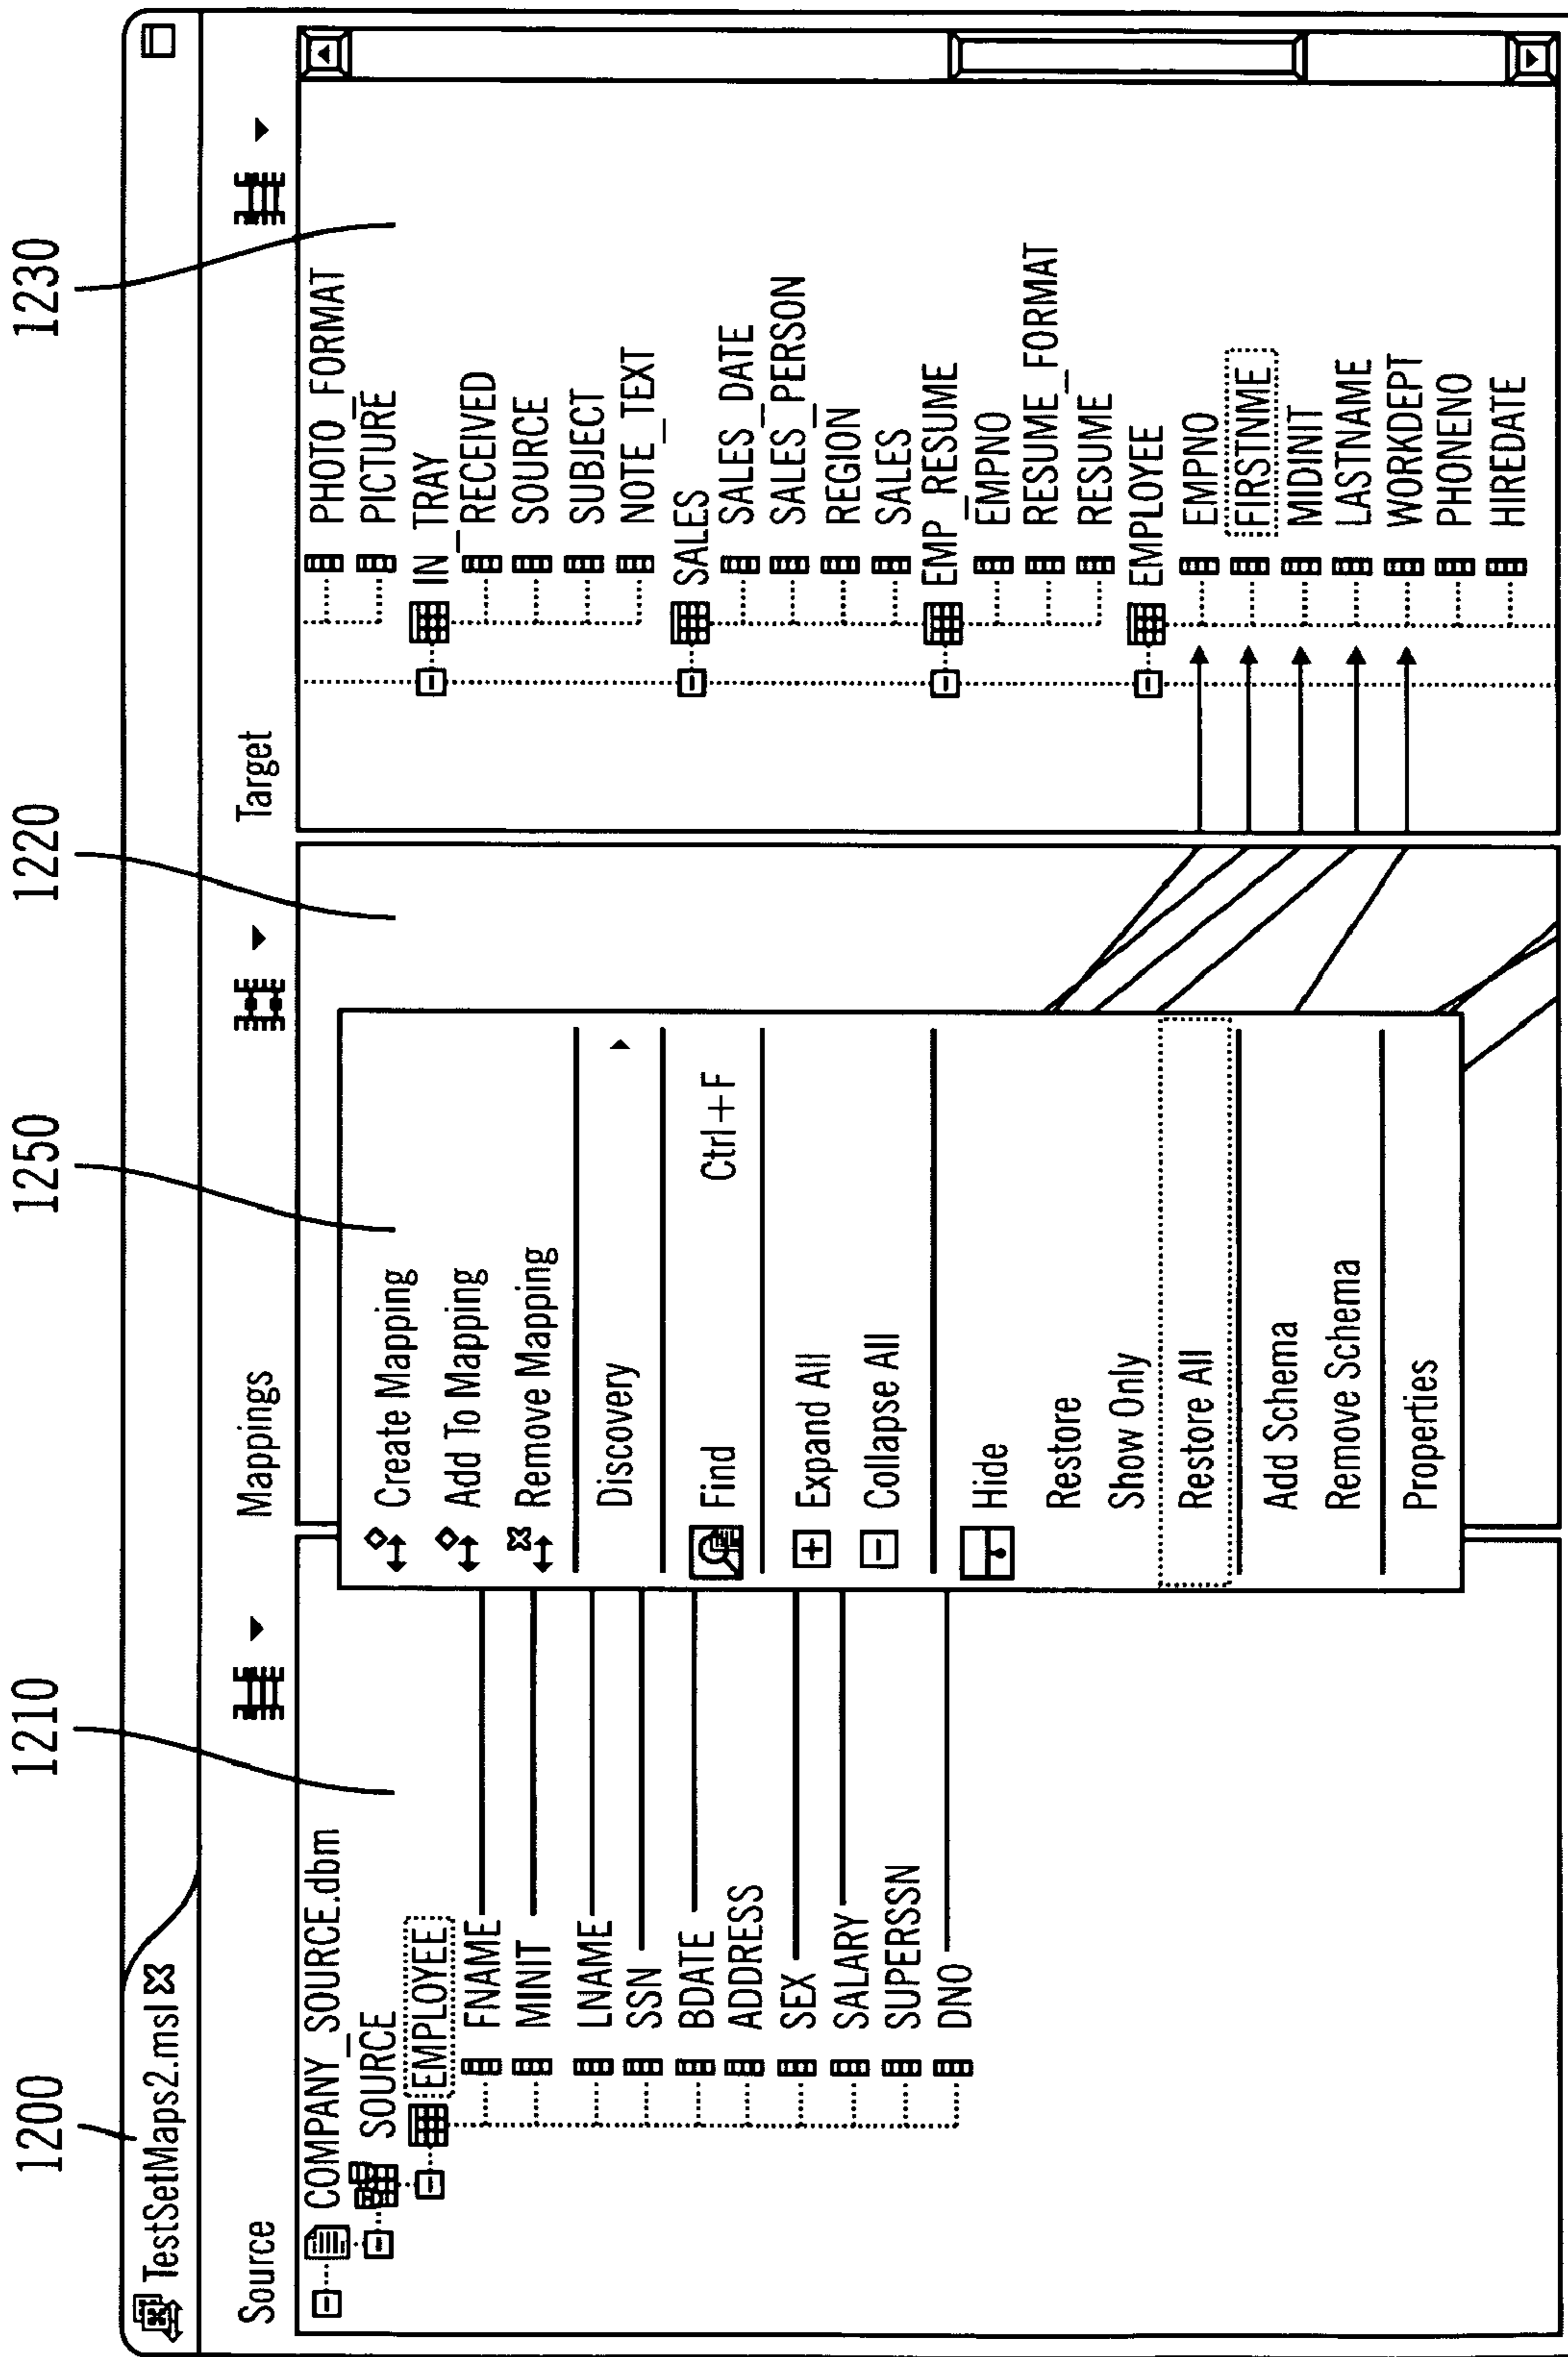 1200
1210
1250
1220
1230
TestSetMaps2.msl
Source
Mappings
Target
COMPANY_SOURCE.dbm
SOURCE
EMPLOYEE
FNAME
MINIT
LNAME
SSN
BDATE
ADDRESS
SEX
SALARY
SUPERSSN
DNO
Create Mapping
Add To Mapping
Remove Mapping
Discovery
Find Ctrl+F
Expand All
Collapse All
Hide
Restore
Show Only
Restore All
Add Schema
Remove Schema
Properties
PHOTO_FORMAT
PICTURE
IN_TRAY
RECEIVED
SOURCE
SUBJECT
NOTE_TEXT
SALES
SALES_DATE
SALES_PERSON
REGION
SALES
EMP_RESUME
EMPNO
RESUME_FORMAT
RESUME
EMPLOYEE
EMPNO
FIRSTNME
MIDINIT
LASTNAME
WORKDEPT
PHONENO
HIREDATE